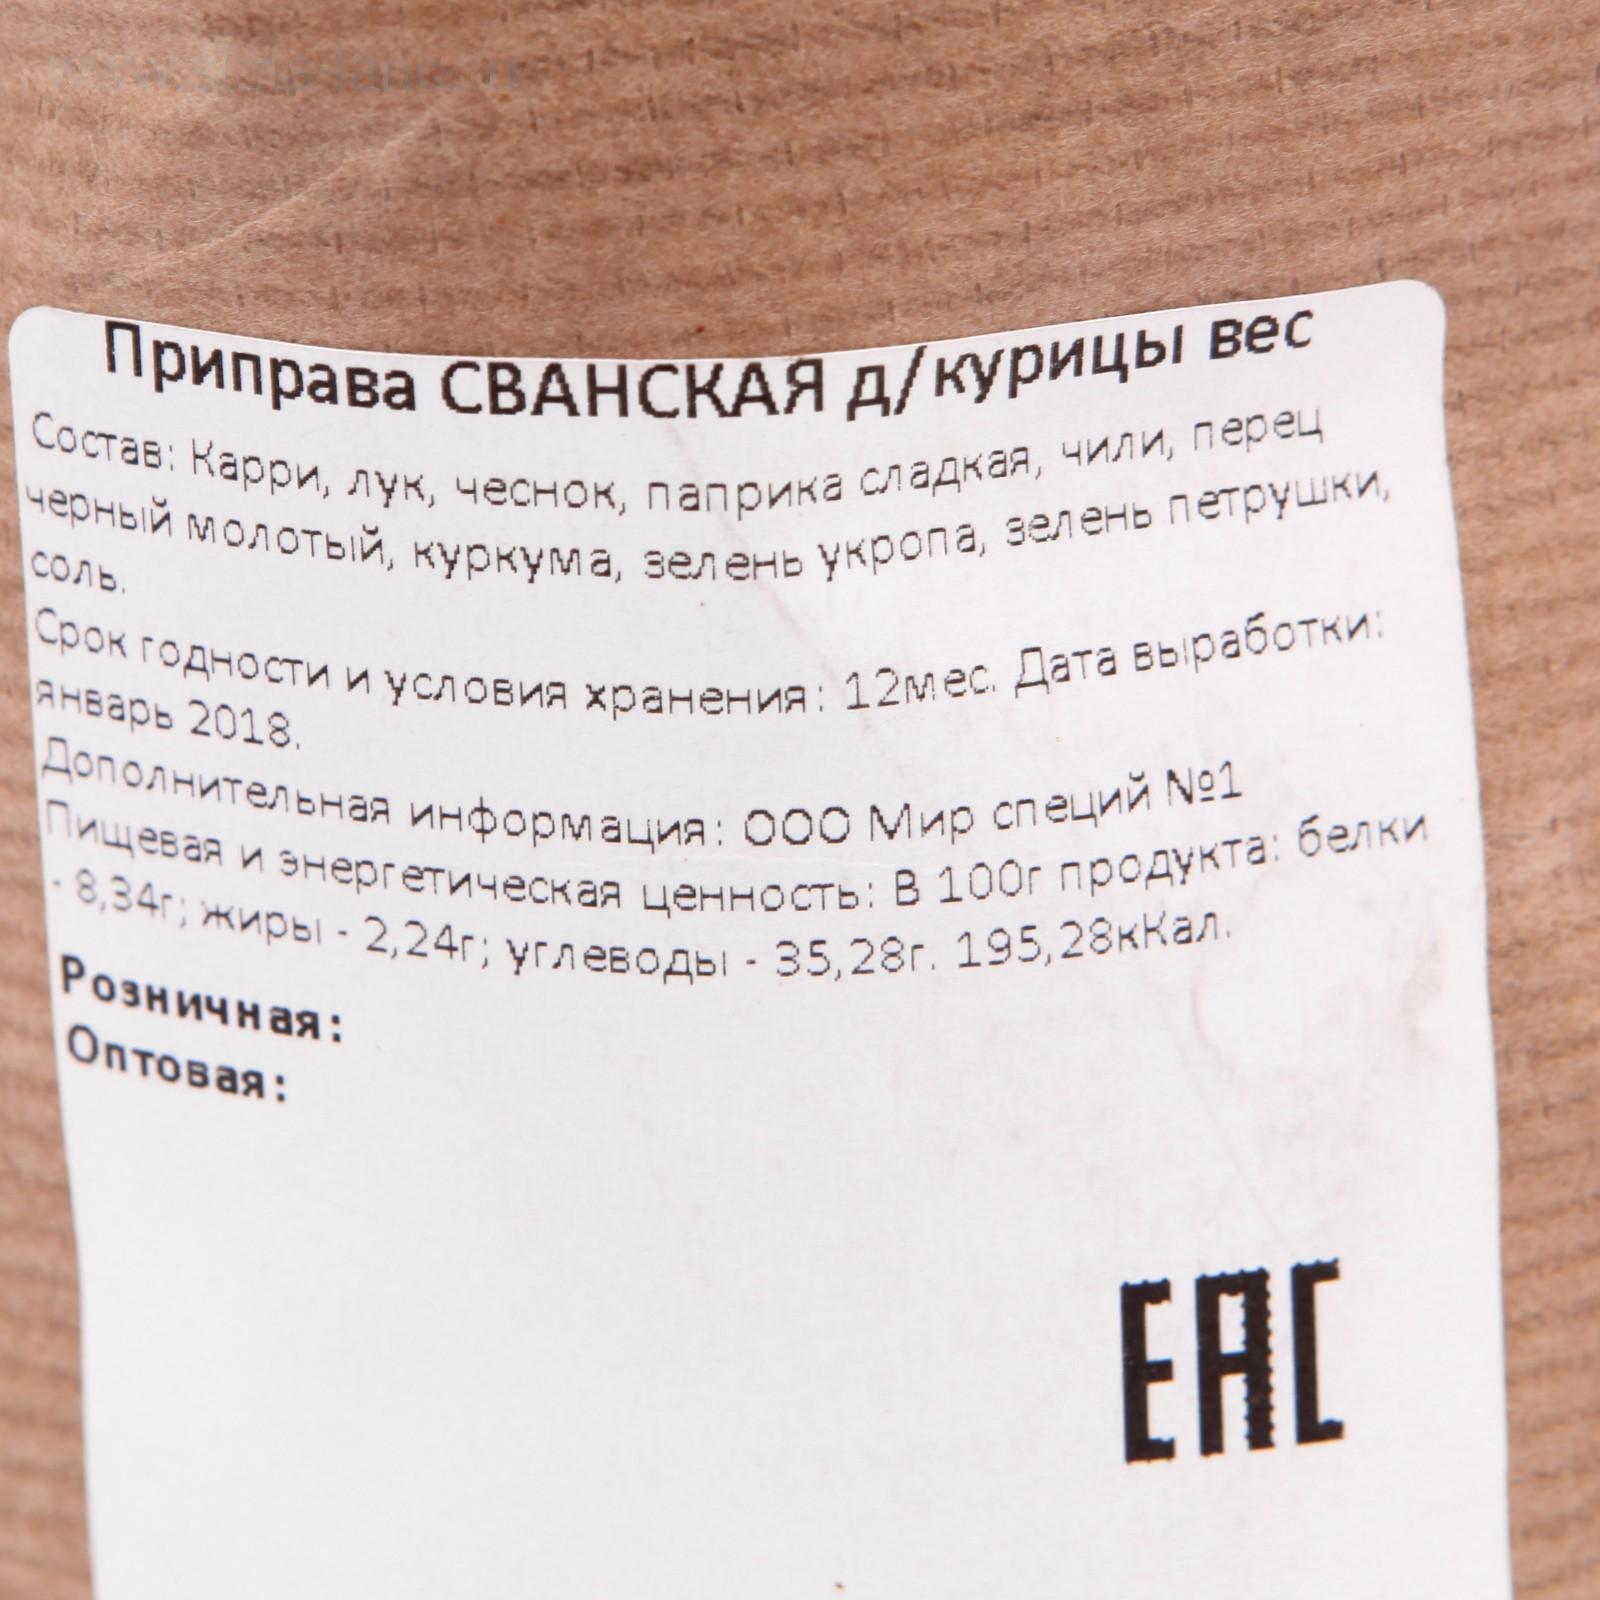 Приправа СВАНСКАЯ д/курицы вес
Состав: Карри, лук, чеснок, паприка сладкая, чили, перец
черный молотый, куркума, зелень укропа, зелень петрушки,
соль.
Срок годности и условия хранения: 12мес. Дата выработки:
январь 2018.
Дополнительная информация: ООО Мир специй №1
Пищевая и энергетическая ценность: В 100г продукта: белки
- 8,34г; жиры - 2,24г; углеводы - 35,28г. 195,28кКал.
Розничная:
Оптовая:
EAC